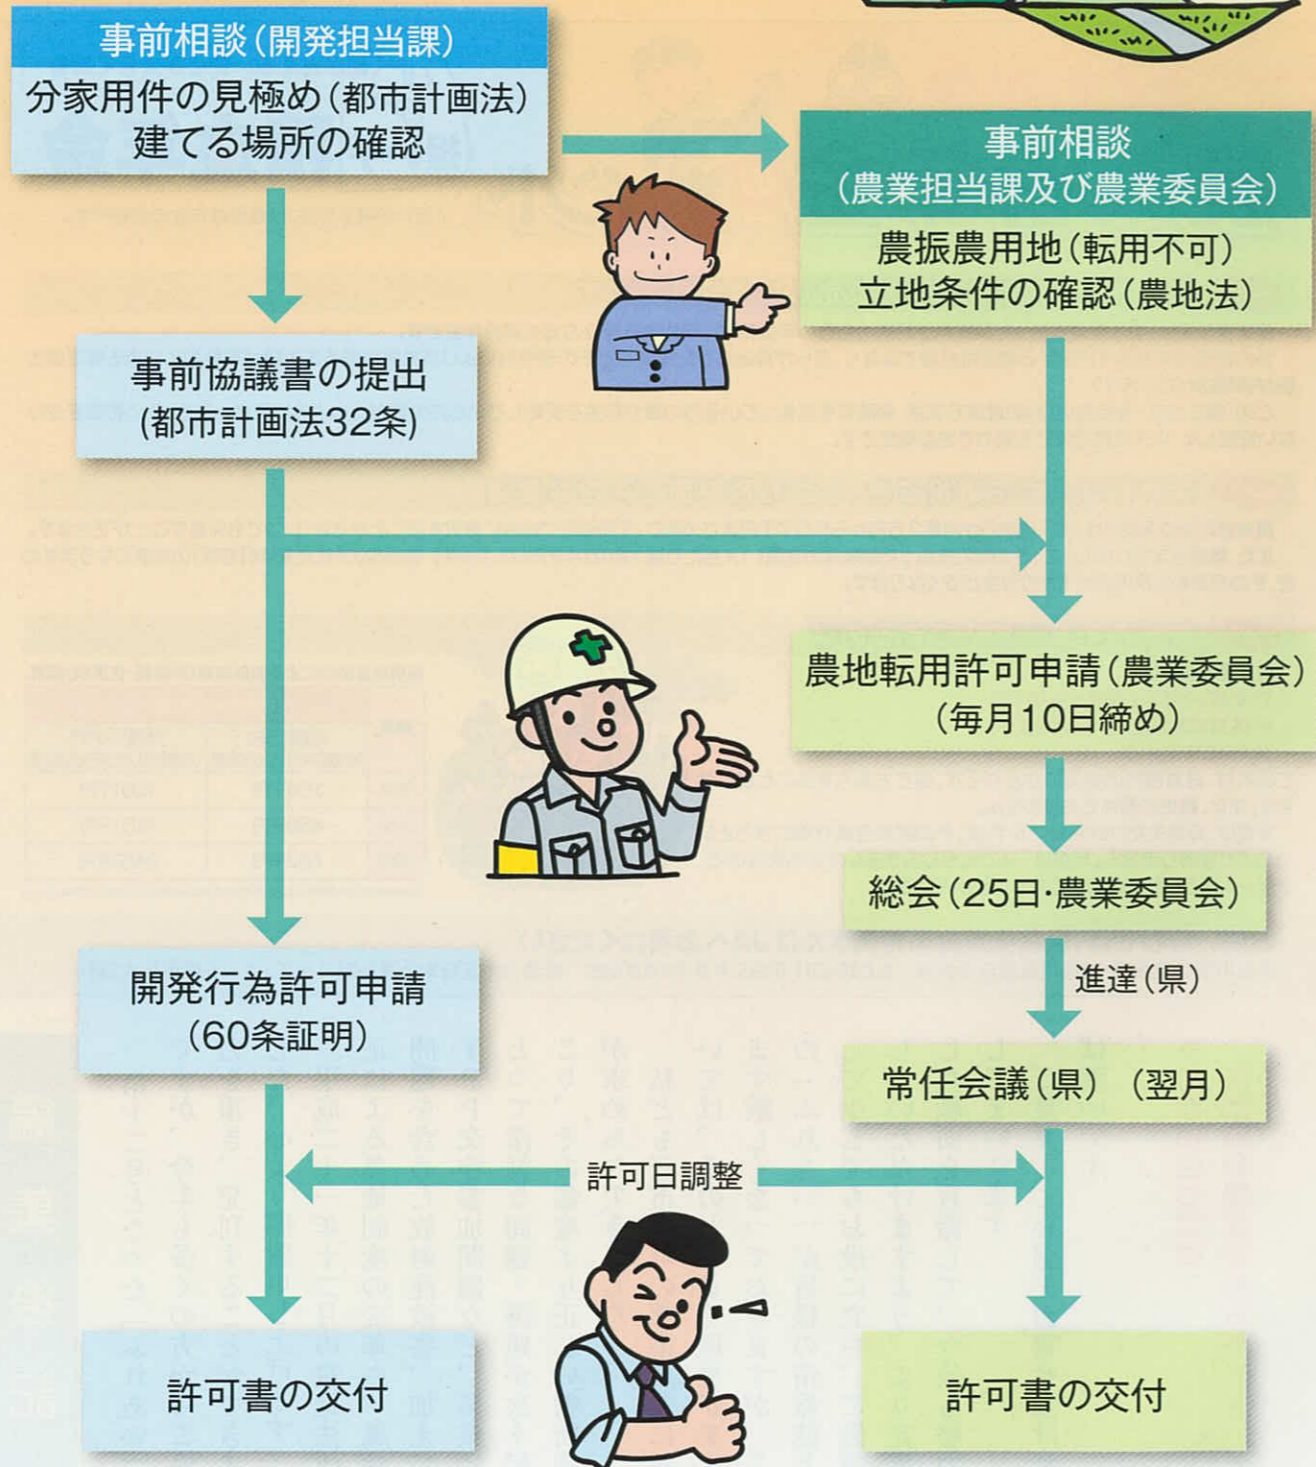 事前相談(開発担当課)
分家用件の見極め(都市計画法)
建てる場所の確認
事前相談
(農業担当課及び農業委員会)
農振農用地(転用不可)
立地条件の確認(農地法)
事前協議書の提出
(都市計画法32条)
農地転用許可申請(農業委員会)
(毎月10日締め)
総会(25日・農業委員会)
進達(県)
開発行為許可申請
(60条証明)
常任会議(県) (翌月)
許可日調整
許可書の交付
許可書の交付